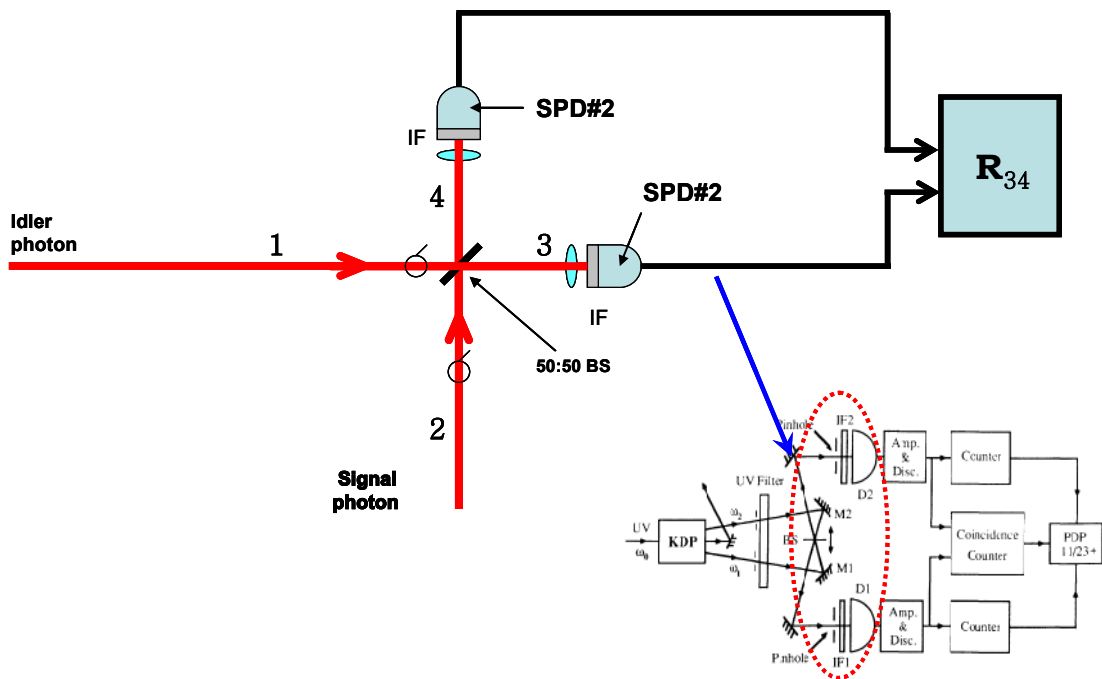 SPD#2
IF
4
SPD#2
R34
Idler
photon
1
3
IF
50:50 BS
2
Signal
photon
Pinhole
IF2
Amp.
&
Disc.
Counter
D2
UV Filter
M2
UV
ω2
KDP
BS
Coincidence
Counter
PDP
11/23+
ω0
ω1
M1
D1
Amp.
&
Disc.
Counter
Pinhole
IF1